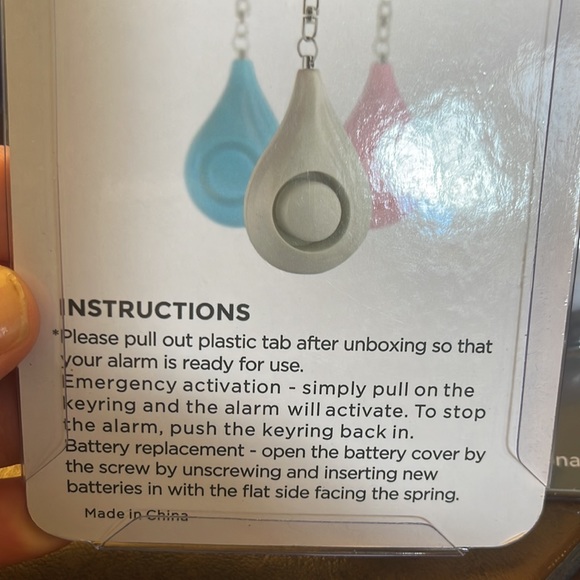 INSTRUCTIONS
*Please pull out plastic tab after unboxing so that
your alarm is ready for use.
Emergency activation - simply pull on the
keyring and the alarm will activate. To stop
the alarm, push the keyring back in.
Battery replacement - open the battery cover by
the screw by unscrewing and inserting new
batteries in with the flat side facing the spring.
Made in China